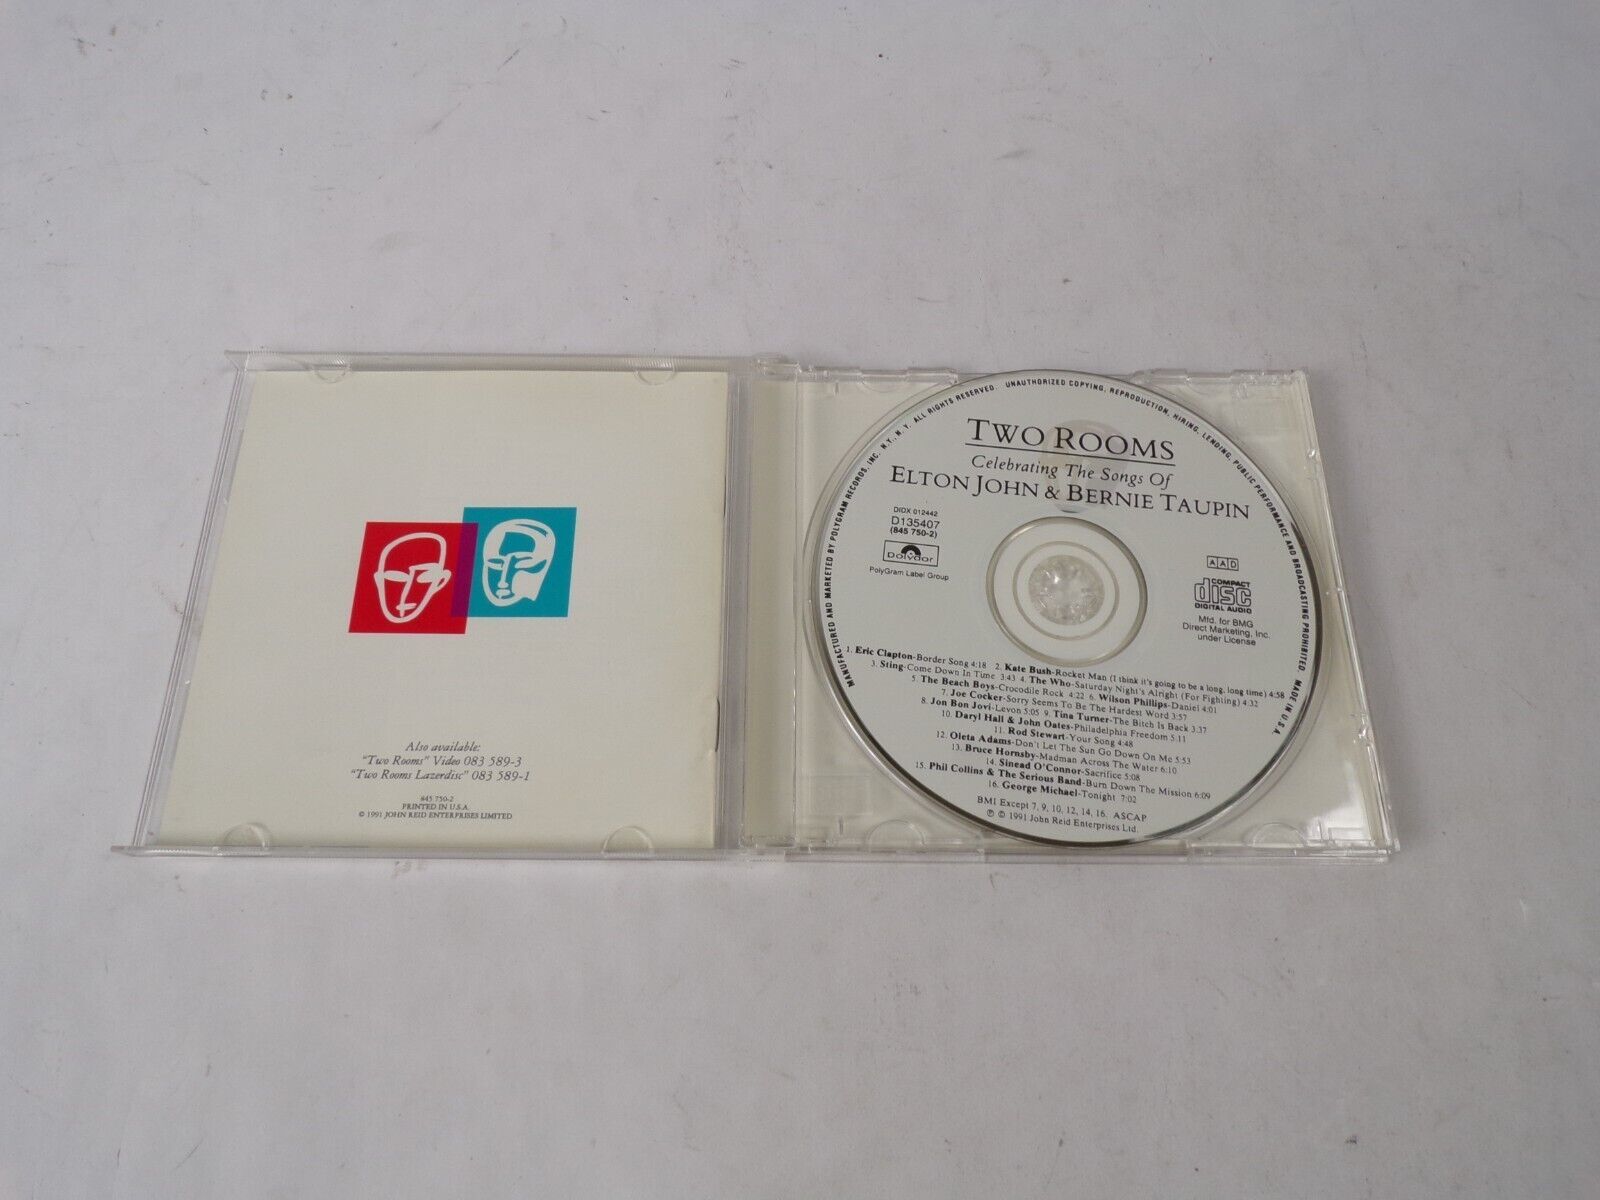 Also available:
"Two Rooms" Video 083 589-3
"Two Rooms Lazerdisc" 083 589-1
845 750-2
PRINTED IN U.S.A.
© 1991 JOHN REID ENTERPRISES LIMITED
MANUFACTURED AND MARKETED BY POLYGRAM RECORDS, INC. N.Y., N.Y. ALL RIGHTS RESERVED. UNAUTHORIZED COPYING, REPRODUCTION, HIRING, LENDING, PUBLIC PERFORMANCE AND BROADCASTING PROHIBITED. MADE IN U.S.A.
TWO ROOMS
Celebrating The Songs Of
ELTON JOHN & BERNIE TAUPIN
DIDX 012442
D135407
(845 750-2)
Polydor
PolyGram Label Group
AAD
COMPACT
disc
DIGITAL AUDIO
Mfd. for BMG
Direct Marketing, Inc.
under License
1. Eric Clapton-Border Song 4:18 2. Kate Bush-Rocket Man (I think it's going to be a long, long time) 4:58
3. Sting-Come Down In Time 3:43 4. The Who-Saturday Night's Alright (For Fighting) 4:32
5. The Beach Boys-Crocodile Rock 4:22 6. Wilson Phillips-Daniel 4:01
7. Joe Cocker-Sorry Seems To Be The Hardest Word 3:57
8. Jon Bon Jovi-Levon 5:05 9. Tina Turner-The Bitch Is Back 3.37
10. Daryl Hall & John Oates-Philadelphia Freedom 5.11
11. Rod Stewart-Your Song 4:48
12. Oleta Adams-Don't Let The Sun Go Down On Me 5:53
13. Bruce Hornsby-Madman Across The Water 6:10
14. Sinead O'Connor-Sacrifice 5:08
15. Phil Collins & The Serious Band-Burn Down The Mission 6:09
16. George Michael-Tonight 7:02
BMI Except 7, 9, 10, 12, 14, 16. ASCAP
℗ © 1991 John Reid Enterprises Ltd.